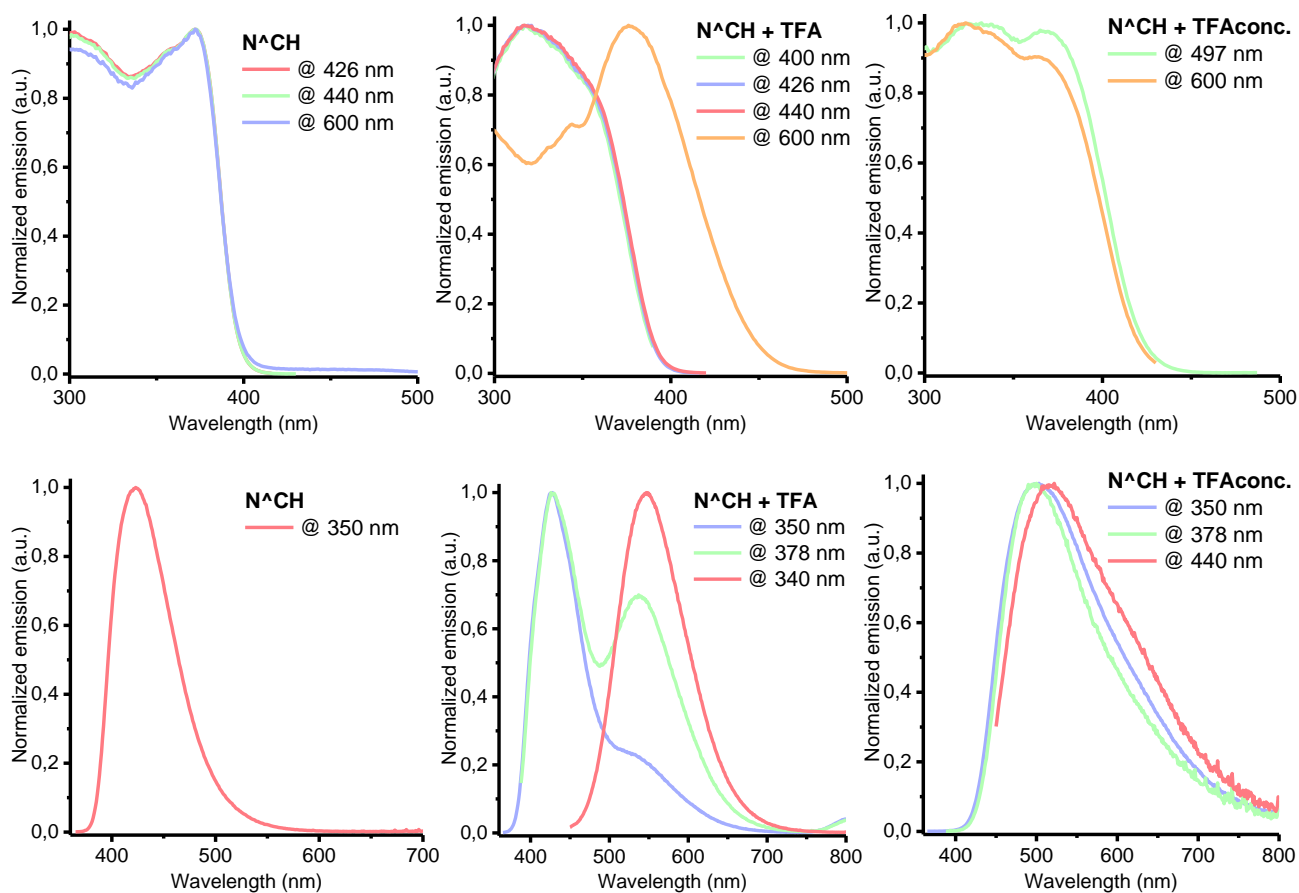 N^CH
@ 426 nm
@ 440 nm
@ 600 nm
1,0
0,8
0,6
0,4
0,2
0,0
300
400
500
Normalized emission (a.u.)
Wavelength (nm)
N^CH + TFA
@ 400 nm
@ 426 nm
@ 440 nm
@ 600 nm
1,0
0,8
0,6
0,4
0,2
0,0
300
400
500
Normalized emission (a.u.)
Wavelength (nm)
N^CH + TFAconc.
@ 497 nm
@ 600 nm
1,0
0,8
0,6
0,4
0,2
0,0
300
400
500
Normalized emission (a.u.)
Wavelength (nm)
N^CH
@ 350 nm
1,0
0,8
0,6
0,4
0,2
0,0
400
500
600
700
Normalized emission (a.u.)
Wavelength (nm)
N^CH + TFA
@ 350 nm
@ 378 nm
@ 340 nm
1,0
0,8
0,6
0,4
0,2
0,0
400
500
600
700
800
Normalized emission (a.u.)
Wavelength (nm)
N^CH + TFAconc.
@ 350 nm
@ 378 nm
@ 440 nm
1,0
0,8
0,6
0,4
0,2
0,0
400
500
600
700
800
Normalized emission (a.u.)
Wavelength (nm)